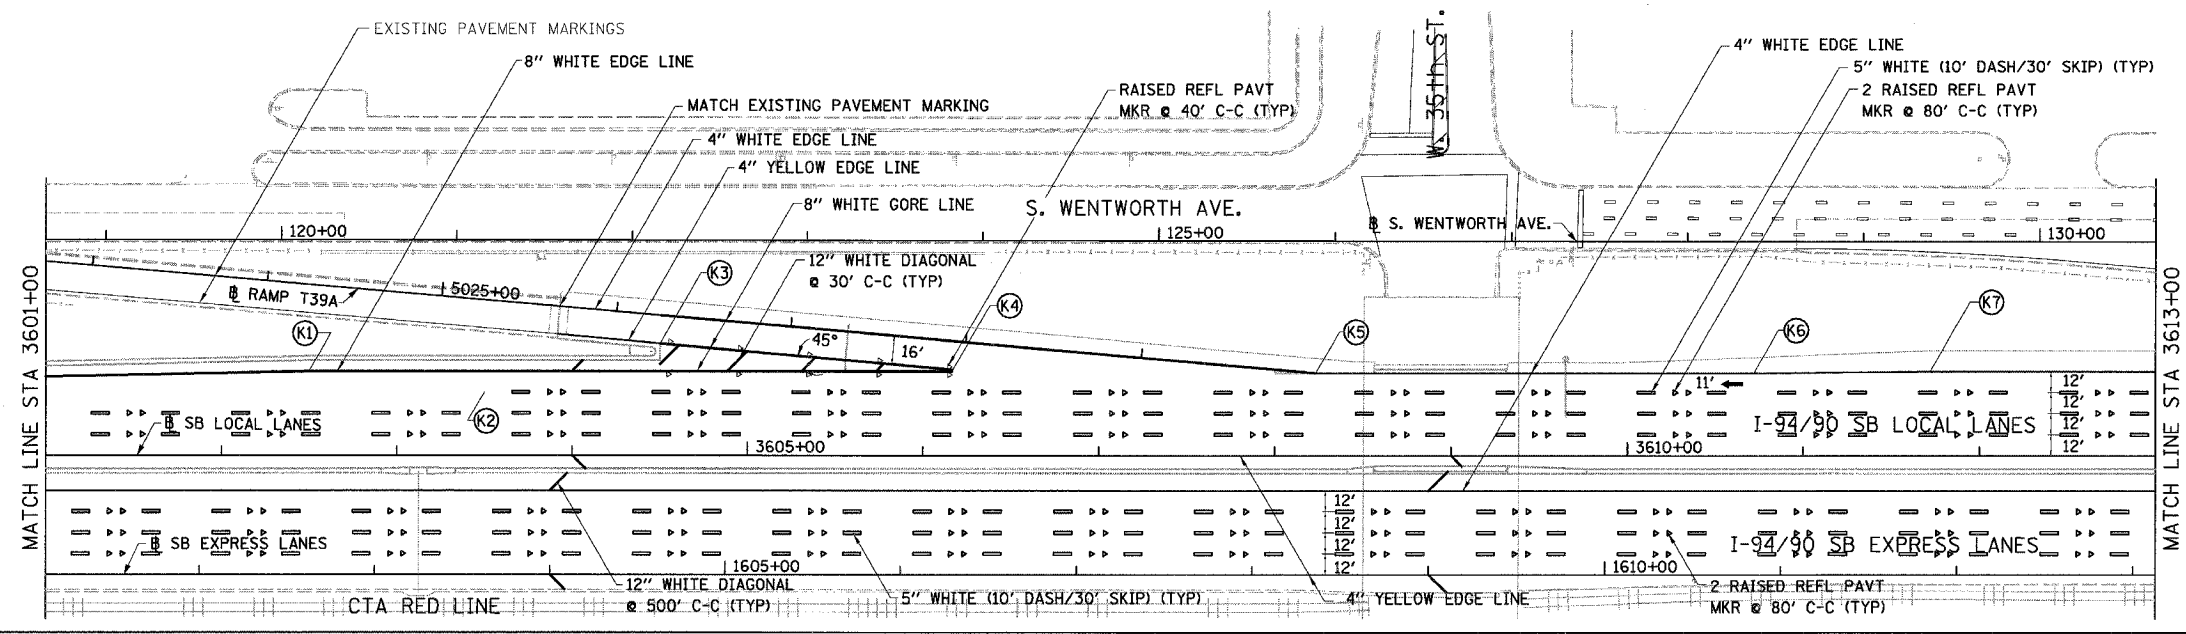 EXISTING PAVEMENT MARKINGS
8" WHITE EDGE LINE
MATCH EXISTING PAVEMENT MARKING
4" WHITE EDGE LINE
4" YELLOW EDGE LINE
8" WHITE GORE LINE
RAISED REFL PAVT
MKR @ 40' C-C (TYP)
W. 35TH ST.
4" WHITE EDGE LINE
5" WHITE (10' DASH/30' SKIP) (TYP)
2 RAISED REFL PAVT
MKR @ 80' C-C (TYP)
S. WENTWORTH AVE.
S. WENTWORTH AVE.
120+00
125+00
130+00
12" WHITE DIAGONAL
@ 30' C-C (TYP)
RAMP T39A
5025+00
K1
K2
K3
K4
K5
K6
K7
45°
16'
11'
12'
12'
12'
12'
MATCH LINE STA 3601+00
MATCH LINE STA 3613+00
SB LOCAL LANES
I-94/90 SB LOCAL LANES
3605+00
3610+00
12'
12'
12'
12'
SB EXPRESS LANES
I-94/90 SB EXPRESS LANES
1605+00
1610+00
CTA RED LINE
12" WHITE DIAGONAL
@ 500' C-C (TYP)
5" WHITE (10' DASH/30' SKIP) (TYP)
4" YELLOW EDGE LINE
2 RAISED REFL PAVT
MKR @ 80' C-C (TYP)